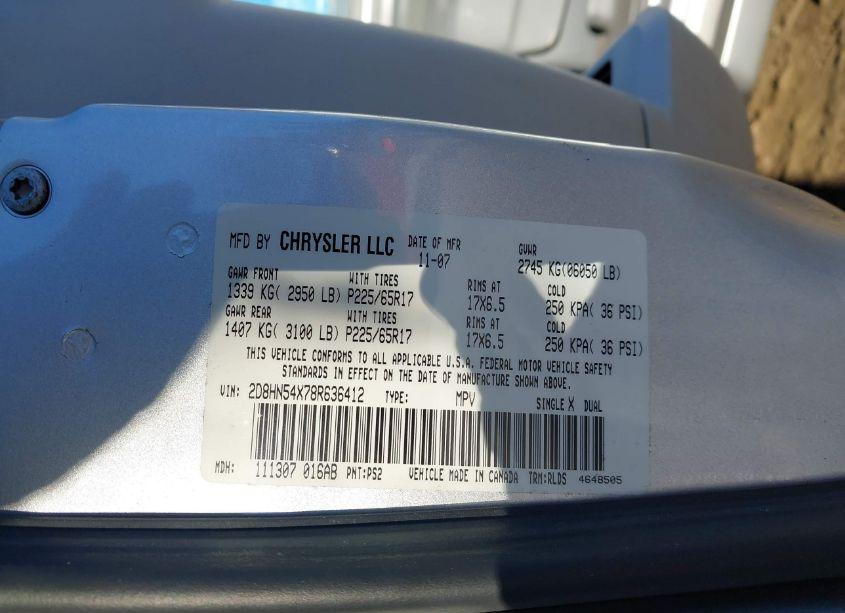 MFD BY CHRYSLER LLC DATE OF MFR 11-07 GVWR 2745 KG(06050 LB)
GAWR FRONT WITH TIRES RIMS AT COLD
1339 KG( 2950 LB) P225/65R17 17X6.5 250 KPA( 36 PSI)
GAWR REAR WITH TIRES RIMS AT COLD
1407 KG( 3100 LB) P225/65R17 17X6.5 250 KPA( 36 PSI)
THIS VEHICLE CONFORMS TO ALL APPLICABLE U.S.A. FEDERAL MOTOR VEHICLE SAFETY
STANDARDS IN EFFECT ON THE DATE OF MANUFACTURE SHOWN ABOVE.
VIN: 2D8HN54X78R636412 TYPE: MPV SINGLE X DUAL
MDH: 111307 016AB PNT:PS2 VEHICLE MADE IN CANADA TRM:RLDS 4648505